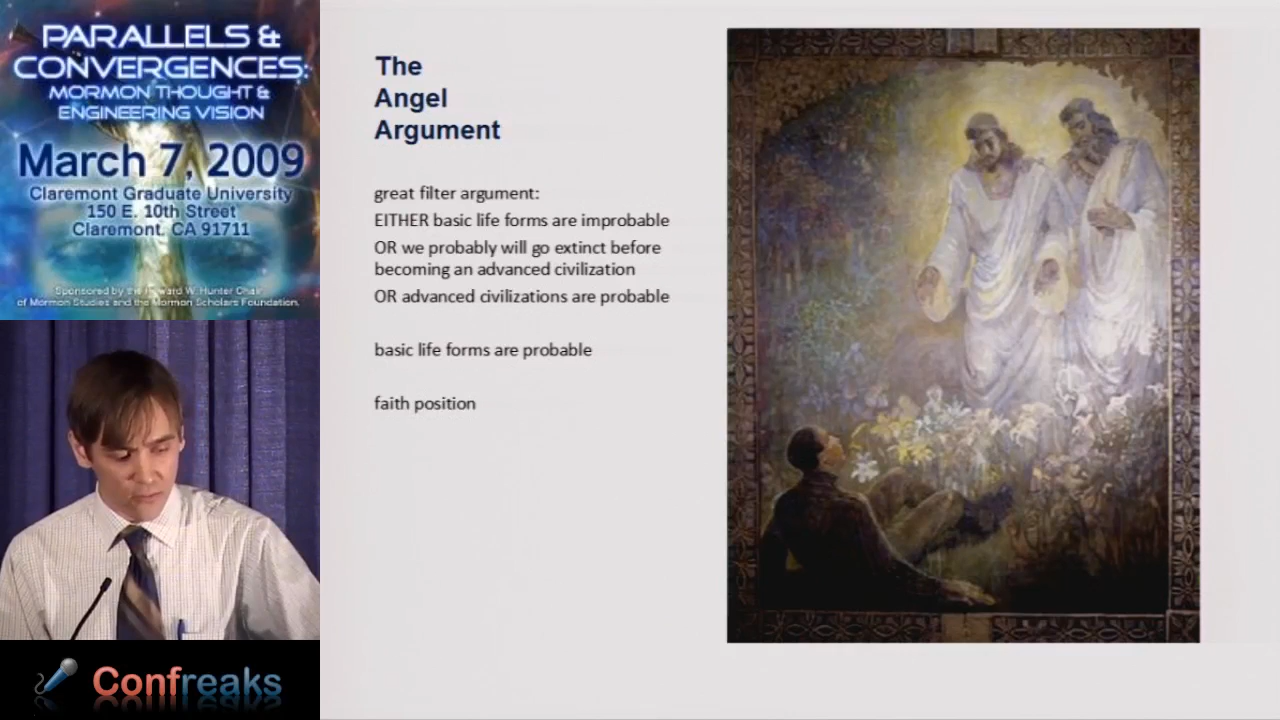 PARALLELS &
CONVERGENCES:
MORMON THOUGHT &
ENGINEERING VISION
March 7, 2009
Claremont Graduate University
150 E. 10th Street
Claremont, CA 91711
Sponsored by the Howard W. Hunter Chair
of Mormon Studies and the Mormon Scholars Foundation.
Confreaks
The
Angel
Argument
great filter argument:
EITHER basic life forms are improbable
OR we probably will go extinct before
becoming an advanced civilization
OR advanced civilizations are probable
basic life forms are probable
faith position